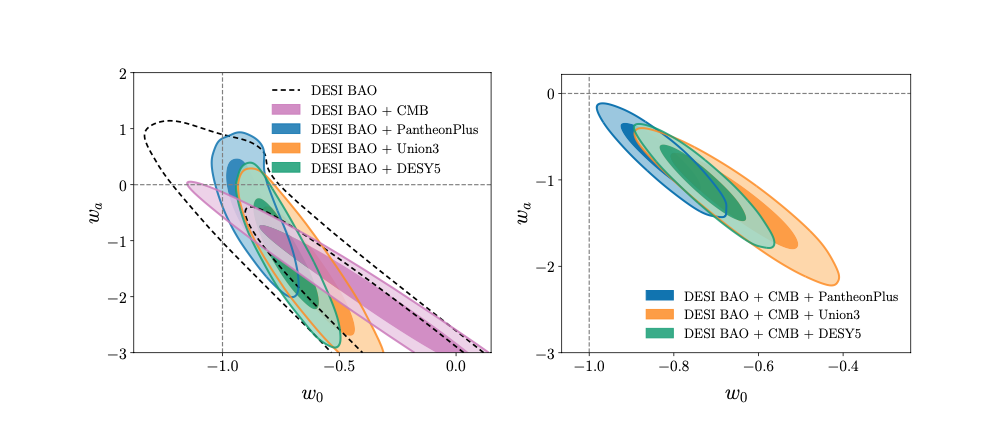 2
1
0
−1
−2
−3
w_a
−1.0
−0.5
0.0
w_0
DESI BAO
DESI BAO + CMB
DESI BAO + PantheonPlus
DESI BAO + Union3
DESI BAO + DESY5
0
−1
−2
−3
w_a
−1.0
−0.8
−0.6
−0.4
w_0
DESI BAO + CMB + PantheonPlus
DESI BAO + CMB + Union3
DESI BAO + CMB + DESY5